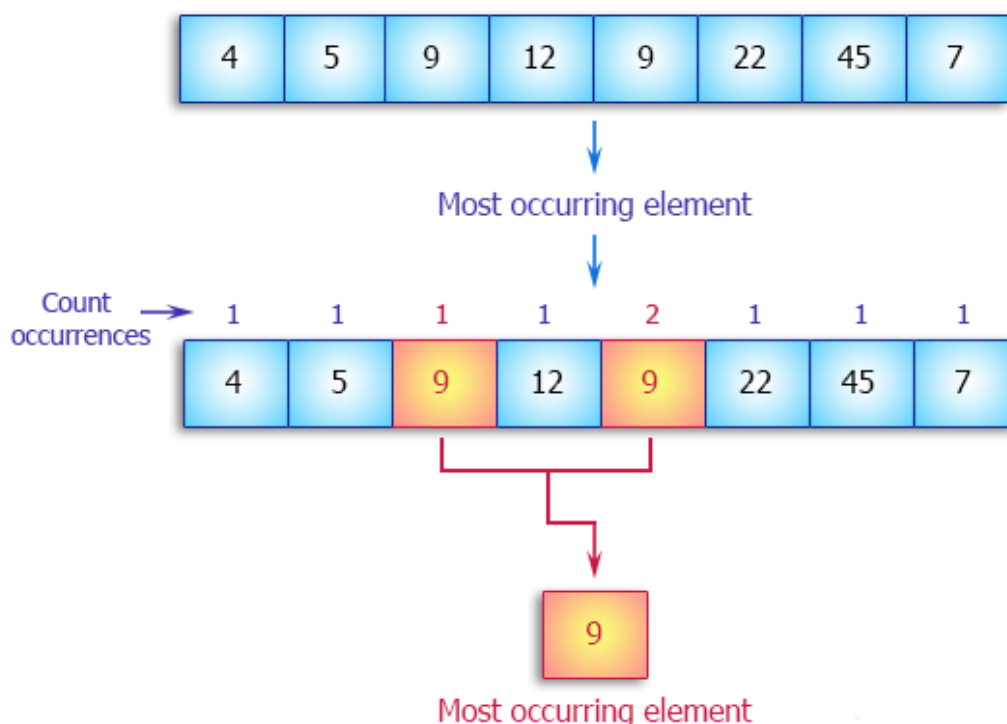 4 5 9 12 9 22 45 7
Most occurring element
Count
occurrences
1 1 1 1 2 1 1 1
4 5 9 12 9 22 45 7
9
Most occurring element